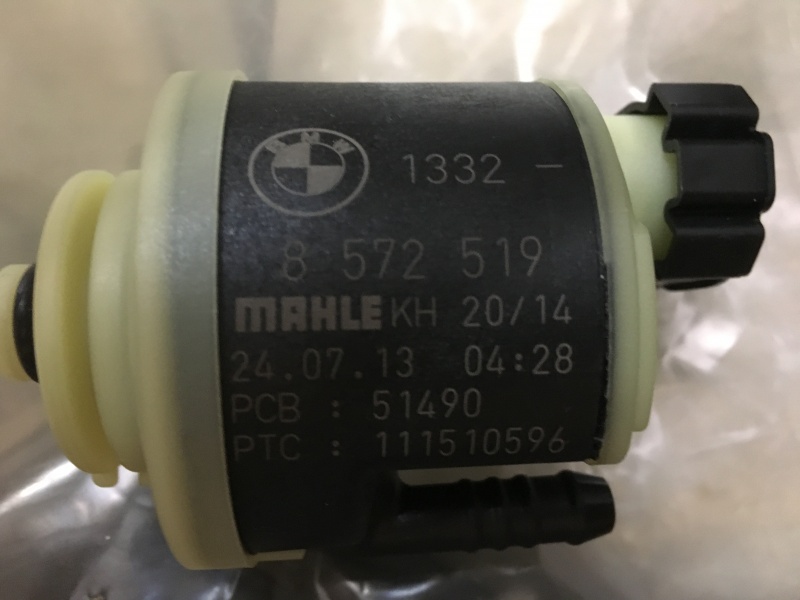 BMW
1332 -
8 572 519
MAHLE KH 20/14
24.07.13 04:28
PCB : 51490
PTC : 111510596